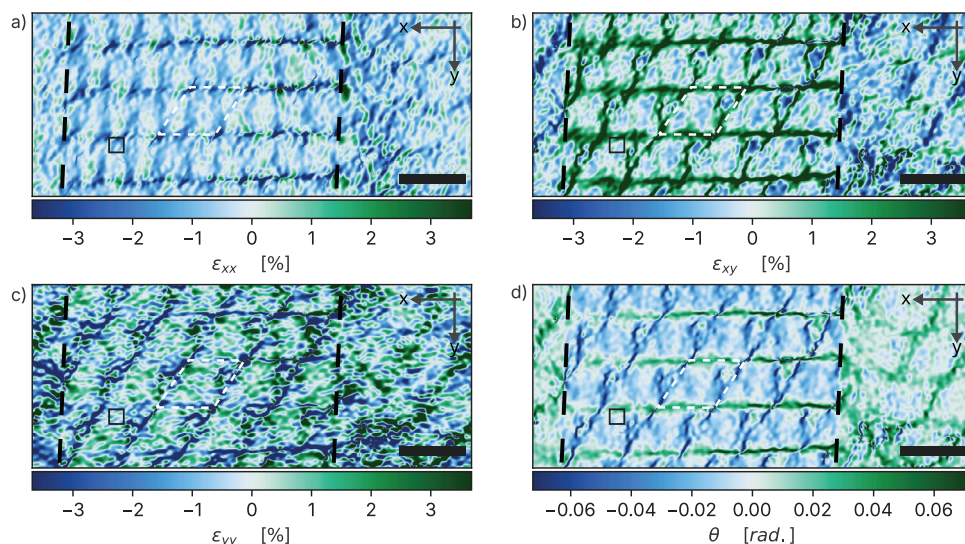 a)
x
y
−3 −2 −1 0 1 2 3
ε_xx [%]
b)
x
y
−3 −2 −1 0 1 2 3
ε_xy [%]
c)
x
y
−3 −2 −1 0 1 2 3
ε_yy [%]
d)
x
y
−0.06 −0.04 −0.02 0.00 0.02 0.04 0.06
θ [rad.]